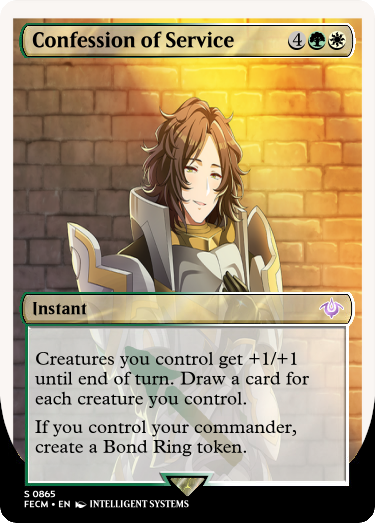 Confession of Service 4
Instant
Creatures you control get +1/+1
until end of turn. Draw a card for
each creature you control.
If you control your commander,
create a Bond Ring token.
S 0865
FECM • EN INTELLIGENT SYSTEMS